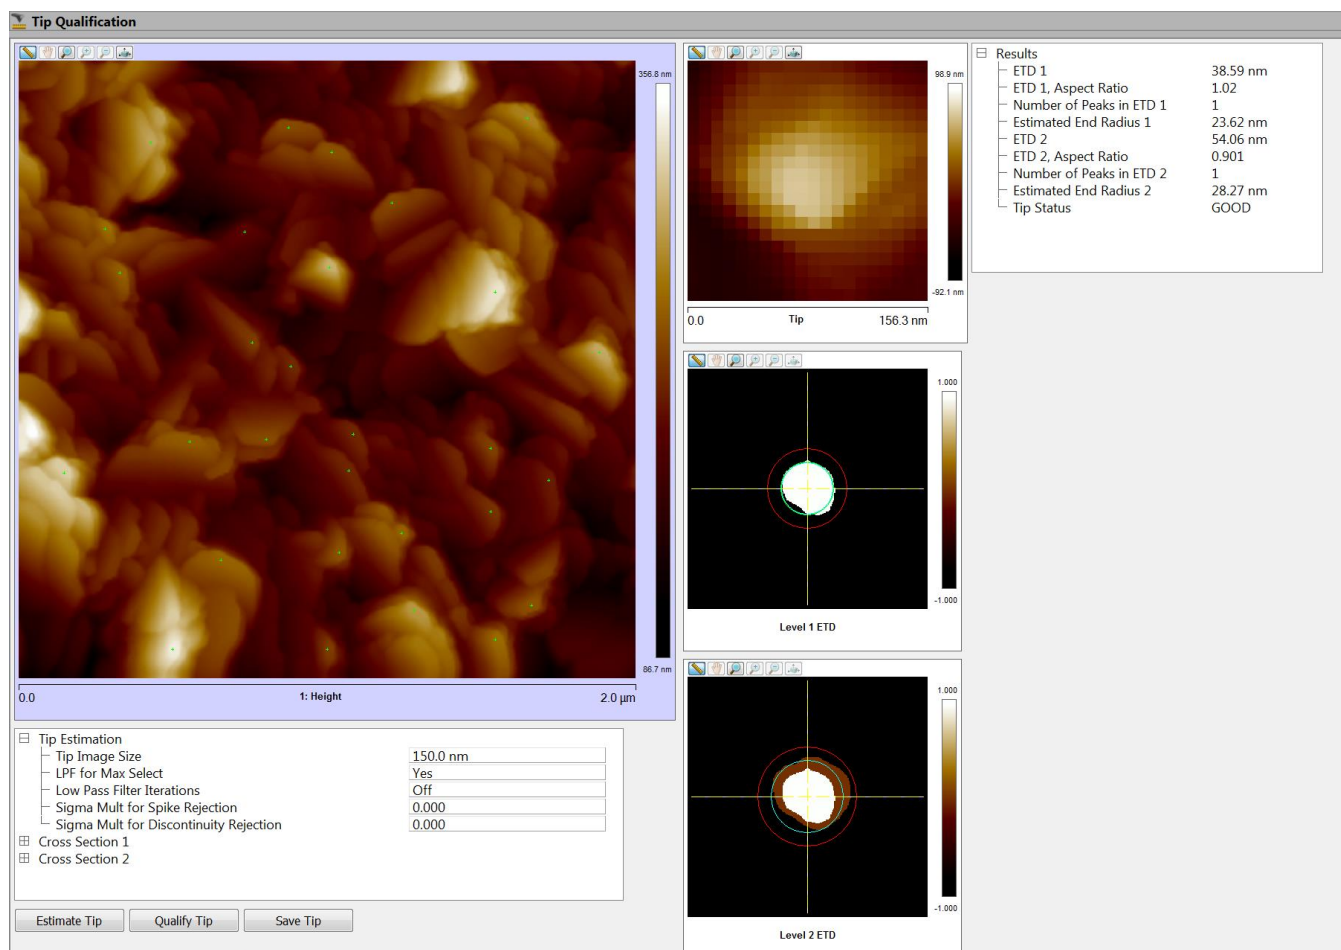 Tip Qualification
356.8 nm
86.7 nm
0.0 1: Height 2.0 µm
98.9 nm
-92.1 nm
0.0 Tip 156.3 nm
Results
ETD 1 38.59 nm
ETD 1, Aspect Ratio 1.02
Number of Peaks in ETD 1 1
Estimated End Radius 1 23.62 nm
ETD 2 54.06 nm
ETD 2, Aspect Ratio 0.901
Number of Peaks in ETD 2 1
Estimated End Radius 2 28.27 nm
Tip Status GOOD
1.000
-1.000
Level 1 ETD
1.000
-1.000
Level 2 ETD
Tip Estimation
Tip Image Size 150.0 nm
LPF for Max Select Yes
Low Pass Filter Iterations Off
Sigma Mult for Spike Rejection 0.000
Sigma Mult for Discontinuity Rejection 0.000
Cross Section 1
Cross Section 2
Estimate Tip Qualify Tip Save Tip